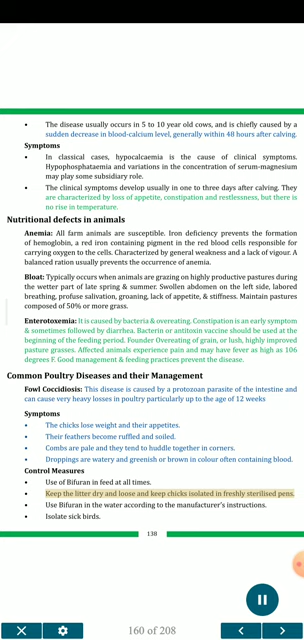 • The disease usually occurs in 5 to 10 year old cows, and is chiefly caused by a
sudden decrease in blood-calcium level, generally within 48 hours after calving.
Symptoms
• In classical cases, hypocalcaemia is the cause of clinical symptoms.
Hypophosphataemia and variations in the concentration of serum-magnesium
may play some subsidiary role.
• The clinical symptoms develop usually in one to three days after calving. They
are characterized by loss of appetite, constipation and restlessness, but there
is no rise in temperature.
Nutritional defects in animals
Anemia: All farm animals are susceptible. Iron deficiency prevents the formation
of hemoglobin, a red iron containing pigment in the red blood cells responsible for
carrying oxygen to the cells. Characterized by general weakness and a lack of vigour. A
balanced ration usually prevents the occurrence of anemia.
Bloat: Typically occurs when animals are grazing on highly productive pastures during
the wetter part of late spring & summer. Swollen abdomen on the left side, labored
breathing, profuse salivation, groaning, lack of appetite, & stiffness. Maintain pastures
composed of 50% or more grass.
Enterotoxemia: It is caused by bacteria & overeating. Constipation is an early symptom
& sometimes followed by diarrhea. Bacterin or antitoxin vaccine should be used at the
beginning of the feeding period. Founder Overeating of grain, or lush, highly improved
pasture grasses. Affected animals experience pain and may have fever as high as 106
degrees F. Good management & feeding practices prevent the disease.
Common Poultry Diseases and their Management
Fowl Coccidiosis: This disease is caused by a protozoan parasite of the intestine and
can cause very heavy losses in poultry particularly up to the age of 12 weeks
Symptoms
• The chicks lose weight and their appetites.
• Their feathers become ruffled and soiled.
• Combs are pale and they tend to huddle together in corners.
• Droppings are watery and greenish or brown in colour often containing blood.
Control Measures
• Use of Bifuran in feed at all times.
• Keep the litter dry and loose and keep chicks isolated in freshly sterilised pens.
• Use Bifuran in the water according to the manufacturer's instructions.
• Isolate sick birds.
138
160 of 208